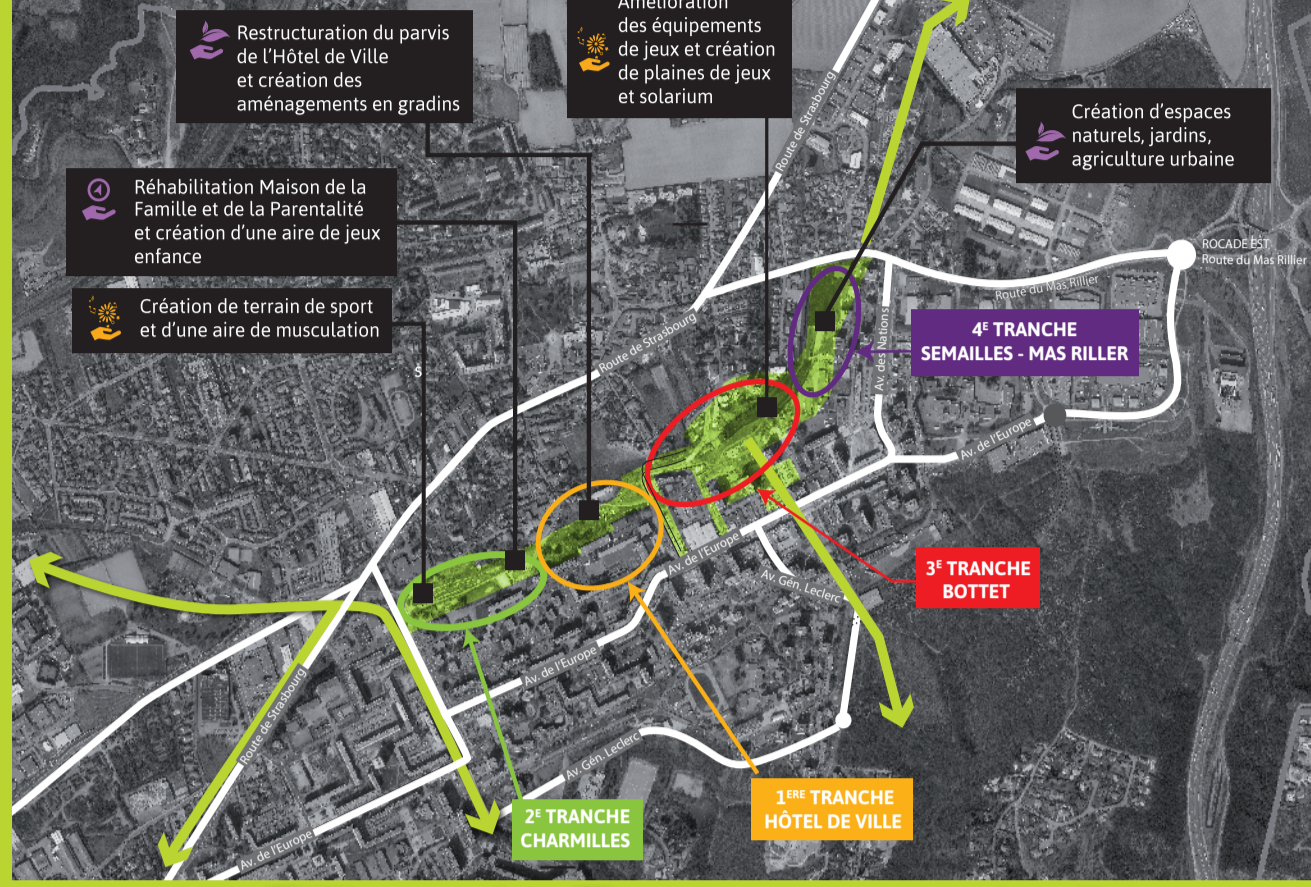 Restructuration du parvis
de l'Hôtel de Ville
et création des
aménagements en gradins
Amélioration
des équipements
de jeux et création
de plaines de jeux
et solarium
Création d'espaces
naturels, jardins,
agriculture urbaine
Réhabilitation Maison de la
Famille et de la Parentalité
et création d'une aire de jeux
enfance
Création de terrain de sport
et d'une aire de musculation
Route de Strasbourg
ROCADE EST
Route du Mas Rillier
Route du Mas Rillier
Av. des Nations
4E TRANCHE
SEMAILLES - MAS RILLER
Route de Strasbourg
S
Av. de l'Europe
Av. de l'Europe
Av. Gén. Leclerc
3E TRANCHE
BOTTET
Av. de l'Europe
Route de Strasbourg
Av. Gén. Leclerc
1ERE TRANCHE
HÔTEL DE VILLE
2E TRANCHE
CHARMILLES
Av. de l'Europe